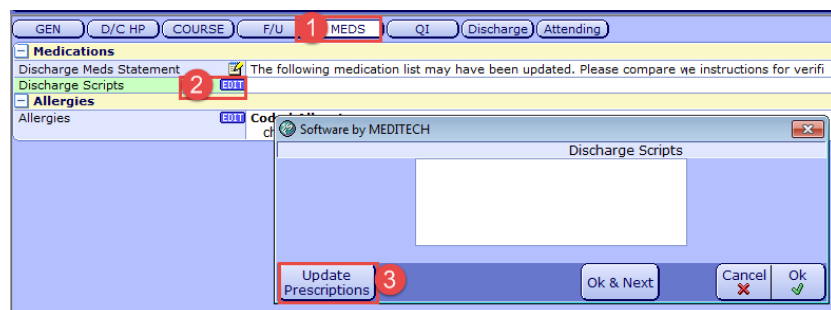 GEN D/C HP COURSE F/U 1 MEDS QI Discharge Attending
Medications
Discharge Meds Statement The following medication list may have been updated. Please compare we instructions for verifi
Discharge Scripts 2 EDIT
Allergies
Allergies EDIT
Software by MEDITECH
Discharge Scripts
Update Prescriptions 3 Ok & Next Cancel Ok